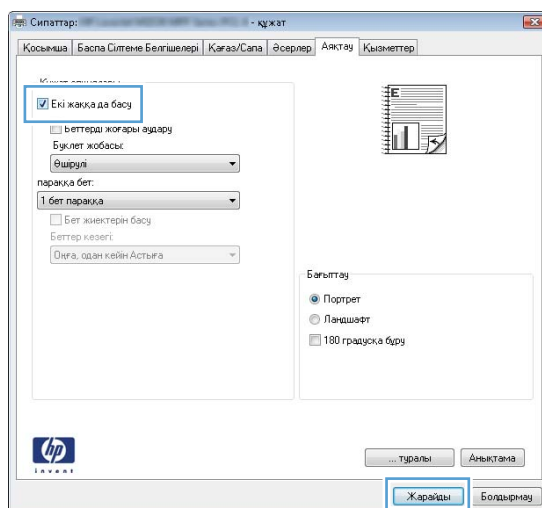 Сипаттар: - құжат
Қосымша Баспа Сілтеме Белгішелері Қағаз/Сапа Әсерлер Аяқтау Қызметтер
Екі жаққа да басу
Беттерді жоғары аудару
Буклет жобасы:
Өшірулі
параққа бет:
1 бет параққа
Бет жиектерін басу
Беттер кезегі:
Оңға, одан кейін Астыға
Бағыттау
Портрет
Ландшафт
180 градусқа бұру
hp
invent
... туралы Анықтама
Жарайды Болдырмау